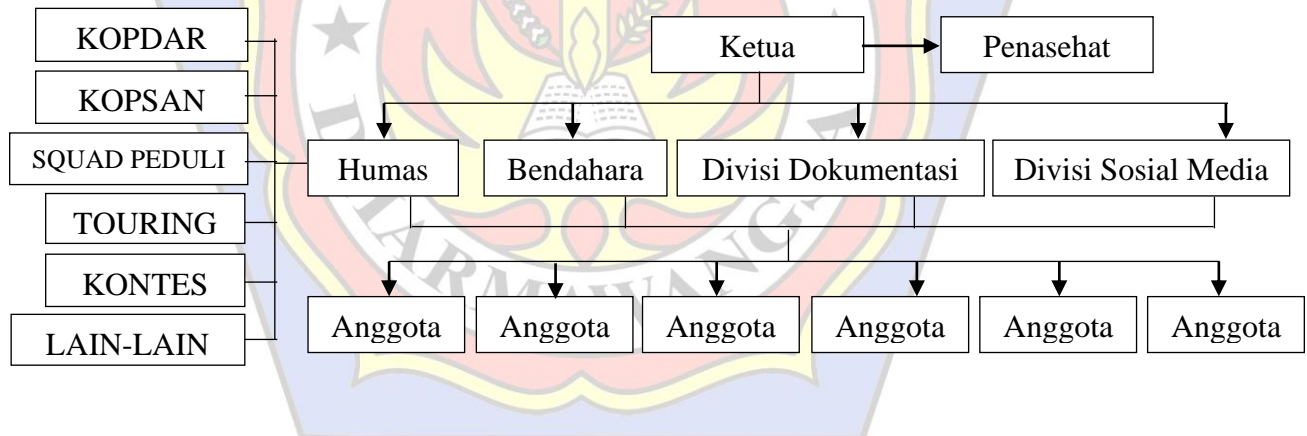 KOPDAR
KOPSAN
SQUAD PEDULI
TOURING
KONTES
LAIN-LAIN
Ketua
Penasehat
Humas
Bendahara
Divisi Dokumentasi
Divisi Sosial Media
Anggota
Anggota
Anggota
Anggota
Anggota
Anggota